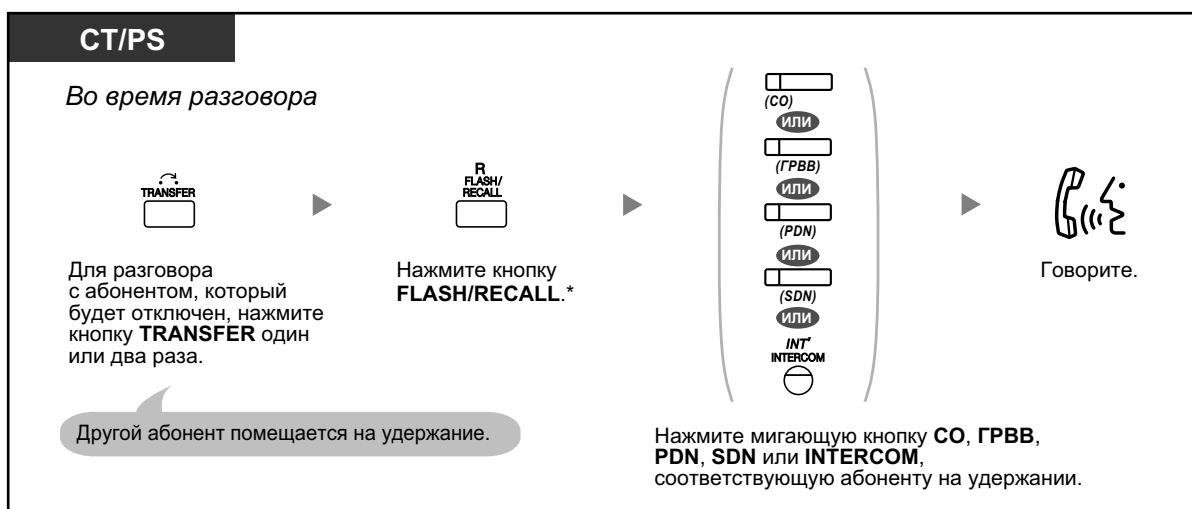 CT/PS
Во время разговора
TRANSFER
Для разговора
с абонентом, который
будет отключен, нажмите
кнопку TRANSFER один
или два раза.
Другой абонент помещается на удержание.
R
FLASH/
RECALL
Нажмите кнопку
FLASH/RECALL.*
(CO)
ИЛИ
(ГРВВ)
ИЛИ
(PDN)
ИЛИ
(SDN)
ИЛИ
INT'
INTERCOM
Нажмите мигающую кнопку CO, ГРВВ,
PDN, SDN или INTERCOM,
соответствующую абоненту на удержании.
Говорите.